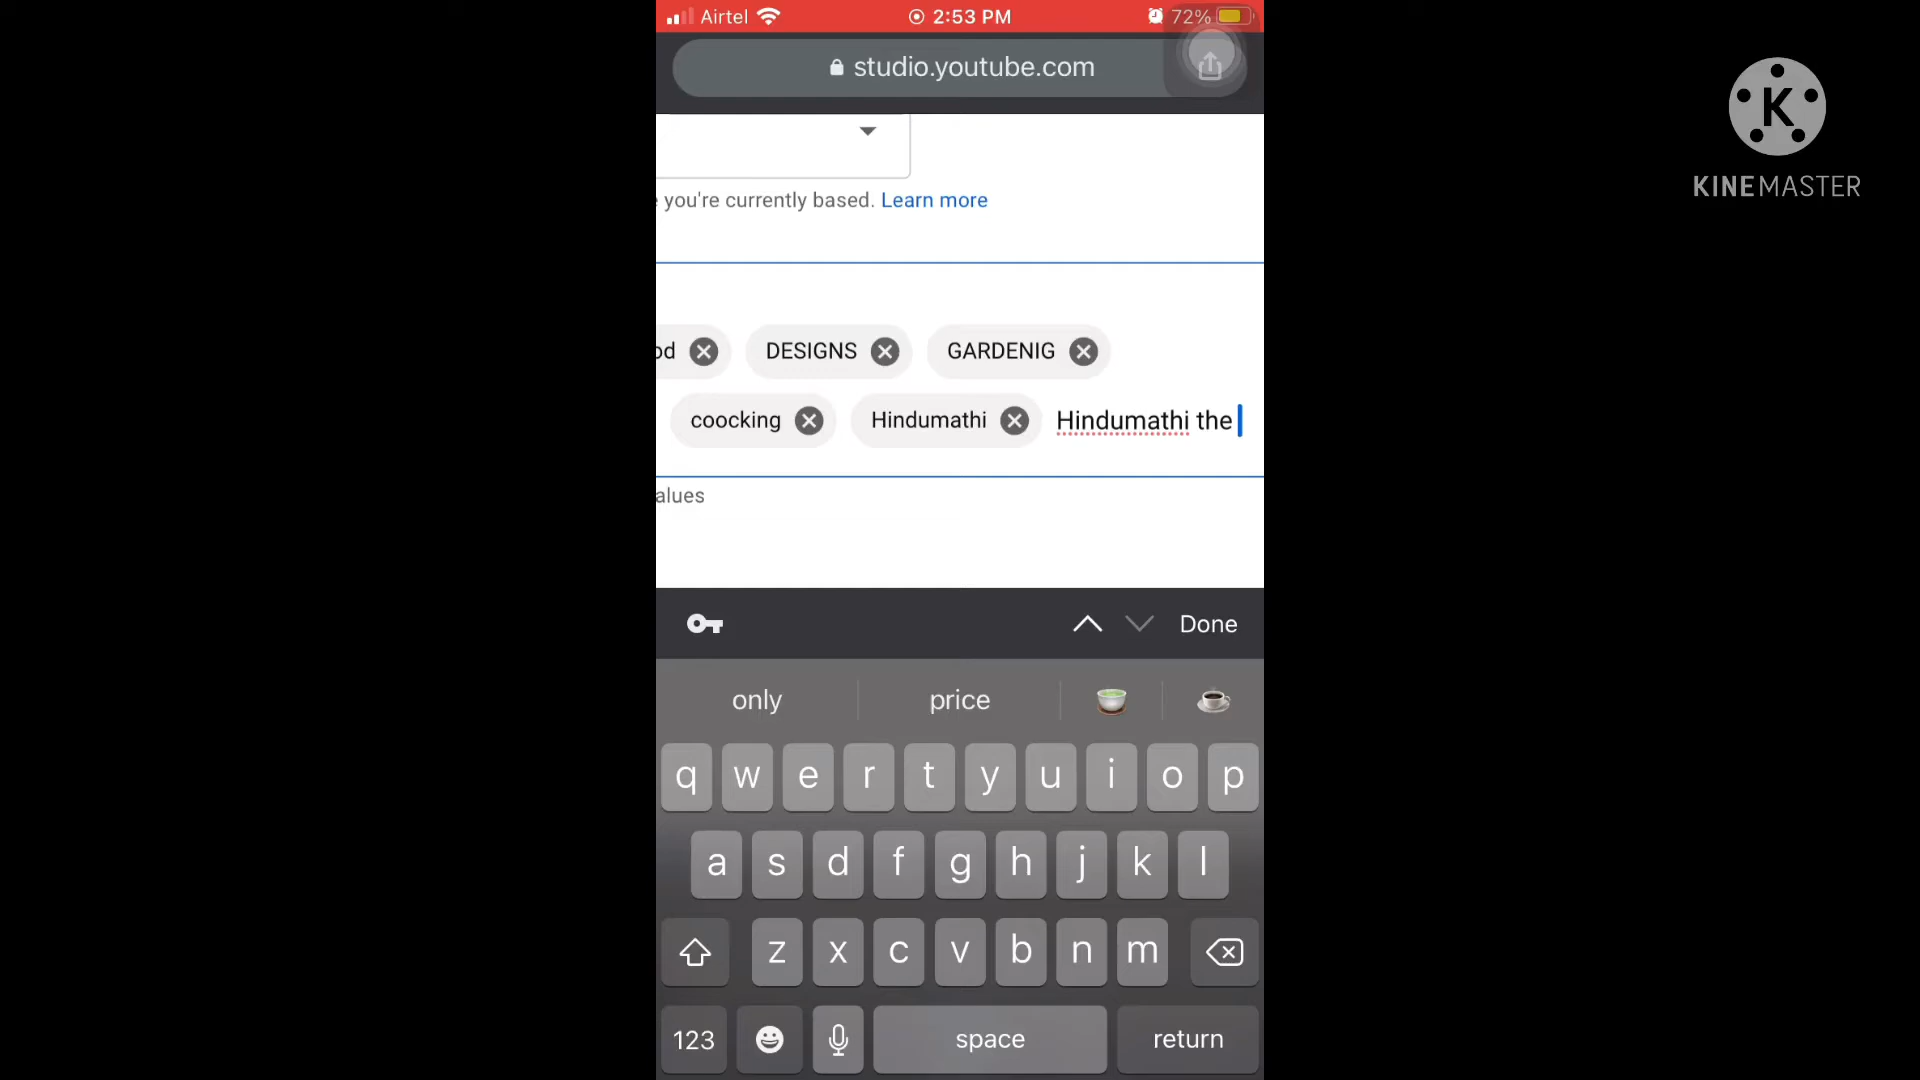 Airtel 2:53 PM 72%
studio.youtube.com
K
KINEMASTER
you're currently based. Learn more
od DESIGNS GARDENIG
coocking Hindumathi Hindumathi the
alues
Done
only price
q w e r t y u i o p
a s d f g h j k l
z x c v b n m
123 space return